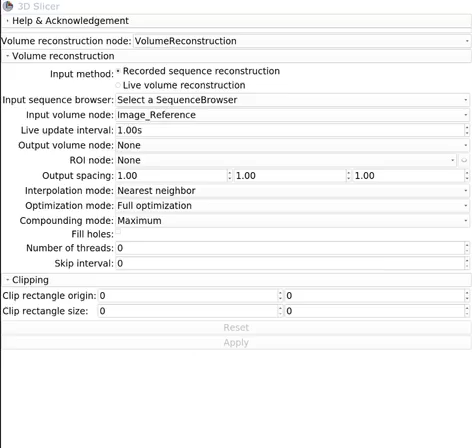 3D Slicer
Help & Acknowledgement
Volume reconstruction node: VolumeReconstruction
Volume reconstruction
Input method: Recorded sequence reconstruction
Live volume reconstruction
Input sequence browser: Select a SequenceBrowser
Input volume node: Image_Reference
Live update interval: 1.00s
Output volume node: None
ROI node: None
Output spacing: 1.00 1.00 1.00
Interpolation mode: Nearest neighbor
Optimization mode: Full optimization
Compounding mode: Maximum
Fill holes:
Number of threads: 0
Skip interval: 0
Clipping
Clip rectangle origin: 0 0
Clip rectangle size: 0 0
Reset
Apply